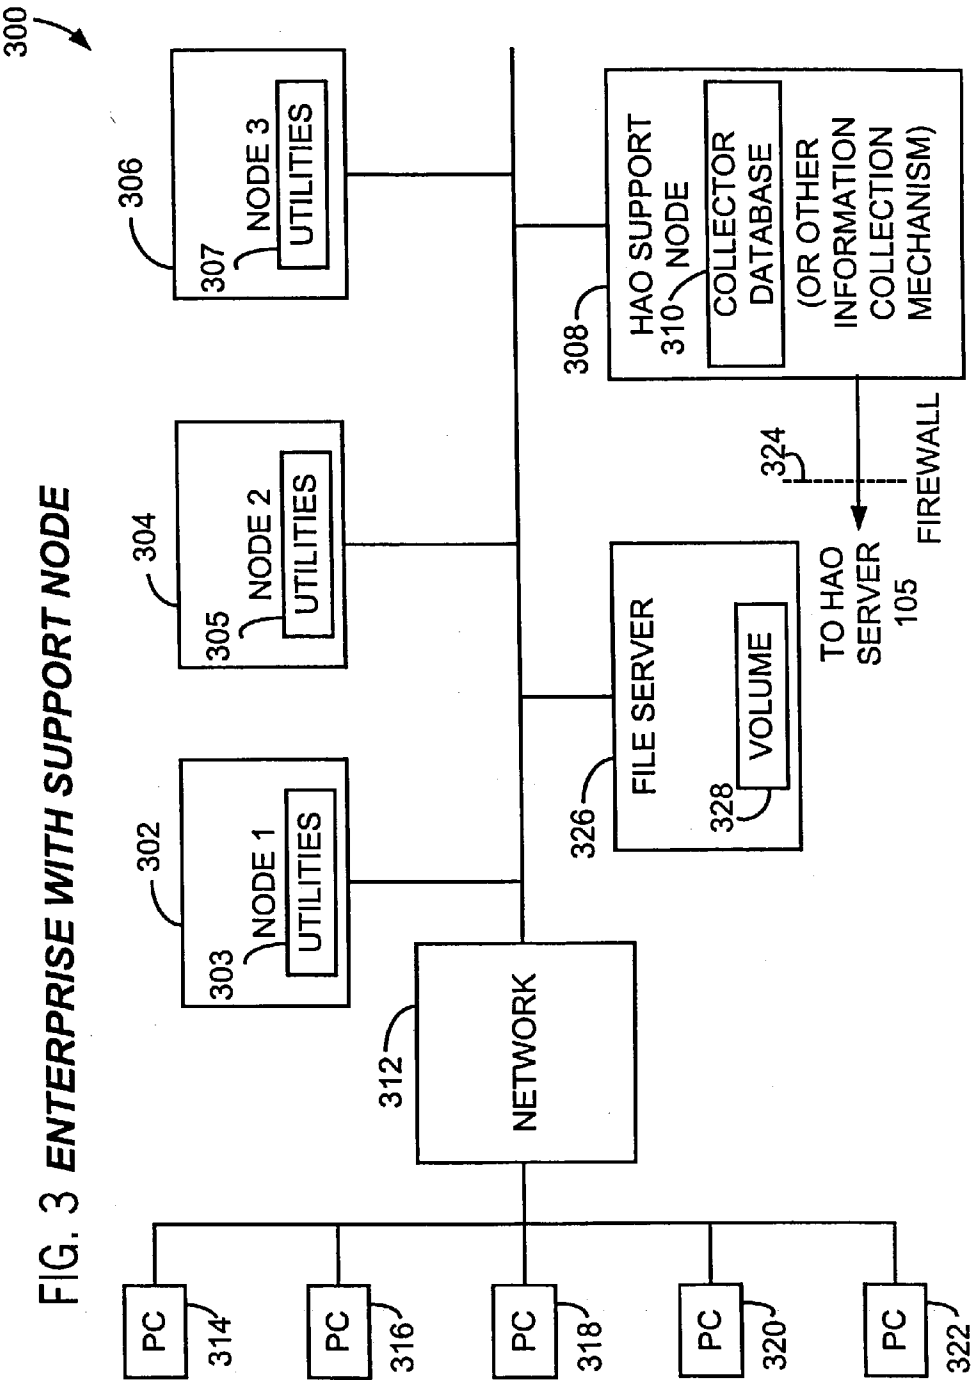 FIG. 3 ENTERPRISE WITH SUPPORT NODE
300
302
303
NODE 1
UTILITIES
304
305
NODE 2
UTILITIES
306
307
NODE 3
UTILITIES
PC
314
PC
316
PC
318
PC
320
PC
322
312
NETWORK
326
FILE SERVER
328
VOLUME
308
HAO SUPPORT
NODE
310
COLLECTOR
DATABASE
(OR OTHER
INFORMATION
COLLECTION
MECHANISM)
324
FIREWALL
TO HAO
SERVER
105